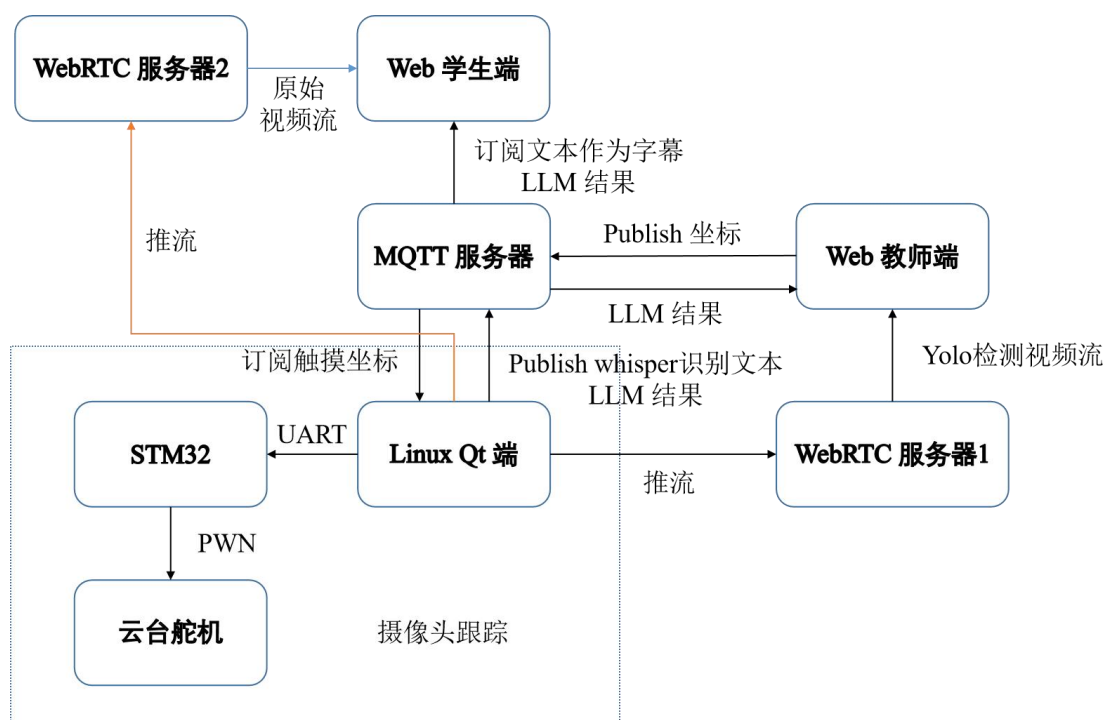 WebRTC 服务器2
原始
视频流
Web 学生端
订阅文本作为字幕
LLM 结果
推流
MQTT 服务器
Publish 坐标
Web 教师端
LLM 结果
订阅触摸坐标
Publish whisper识别文本
LLM 结果
Yolo检测视频流
STM32
UART
Linux Qt 端
推流
WebRTC 服务器1
PWN
云台舵机
摄像头跟踪